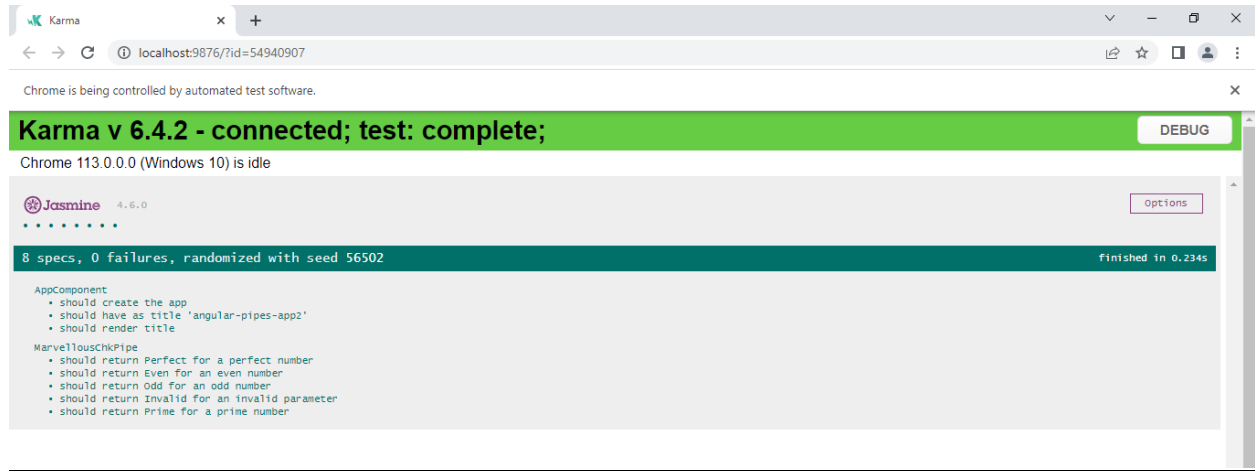 Karma
localhost:9876/?id=54940907
Chrome is being controlled by automated test software.
Karma v 6.4.2 - connected; test: complete;
DEBUG
Chrome 113.0.0.0 (Windows 10) is idle
Jasmine 4.6.0
Options
8 specs, 0 failures, randomized with seed 56502
finished in 0.234s
AppComponent
• should create the app
• should have as title 'angular-pipes-app2'
• should render title
MarvellousChkPipe
• should return Perfect for a perfect number
• should return Even for an even number
• should return Odd for an odd number
• should return Invalid for an invalid parameter
• should return Prime for a prime number